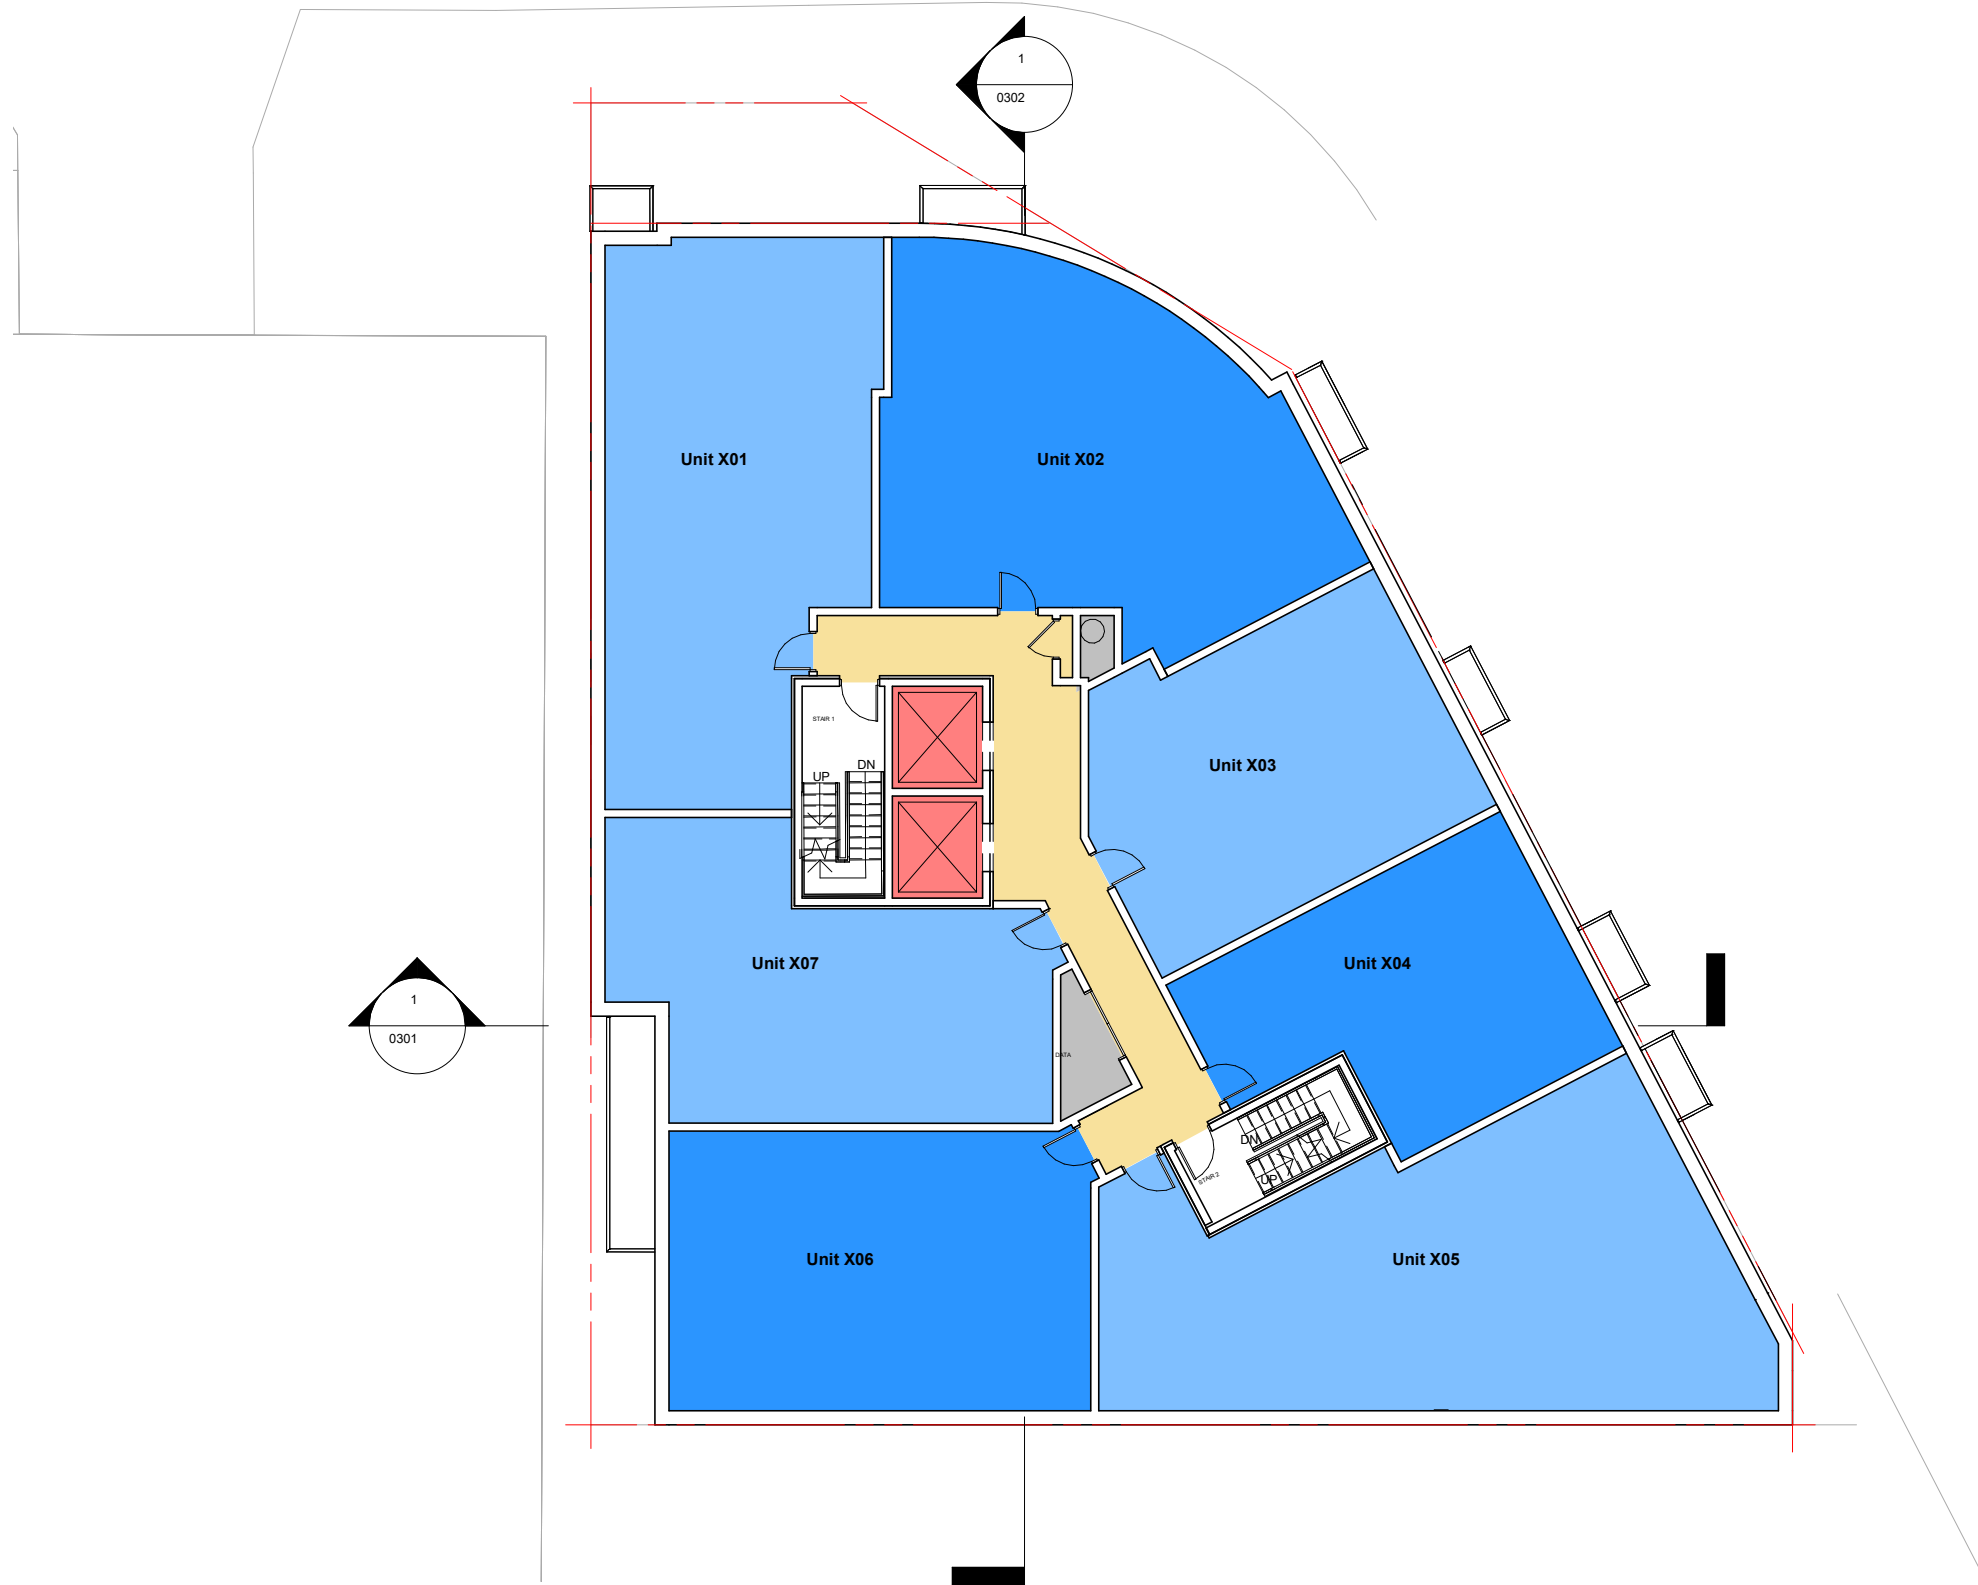 1
0302
Unit X01
Unit X02
STAIR 1
UP
DN
Unit X03
Unit X07
Unit X04
1
0301
DATA
DN
UP
STAIR 2
Unit X06
Unit X05